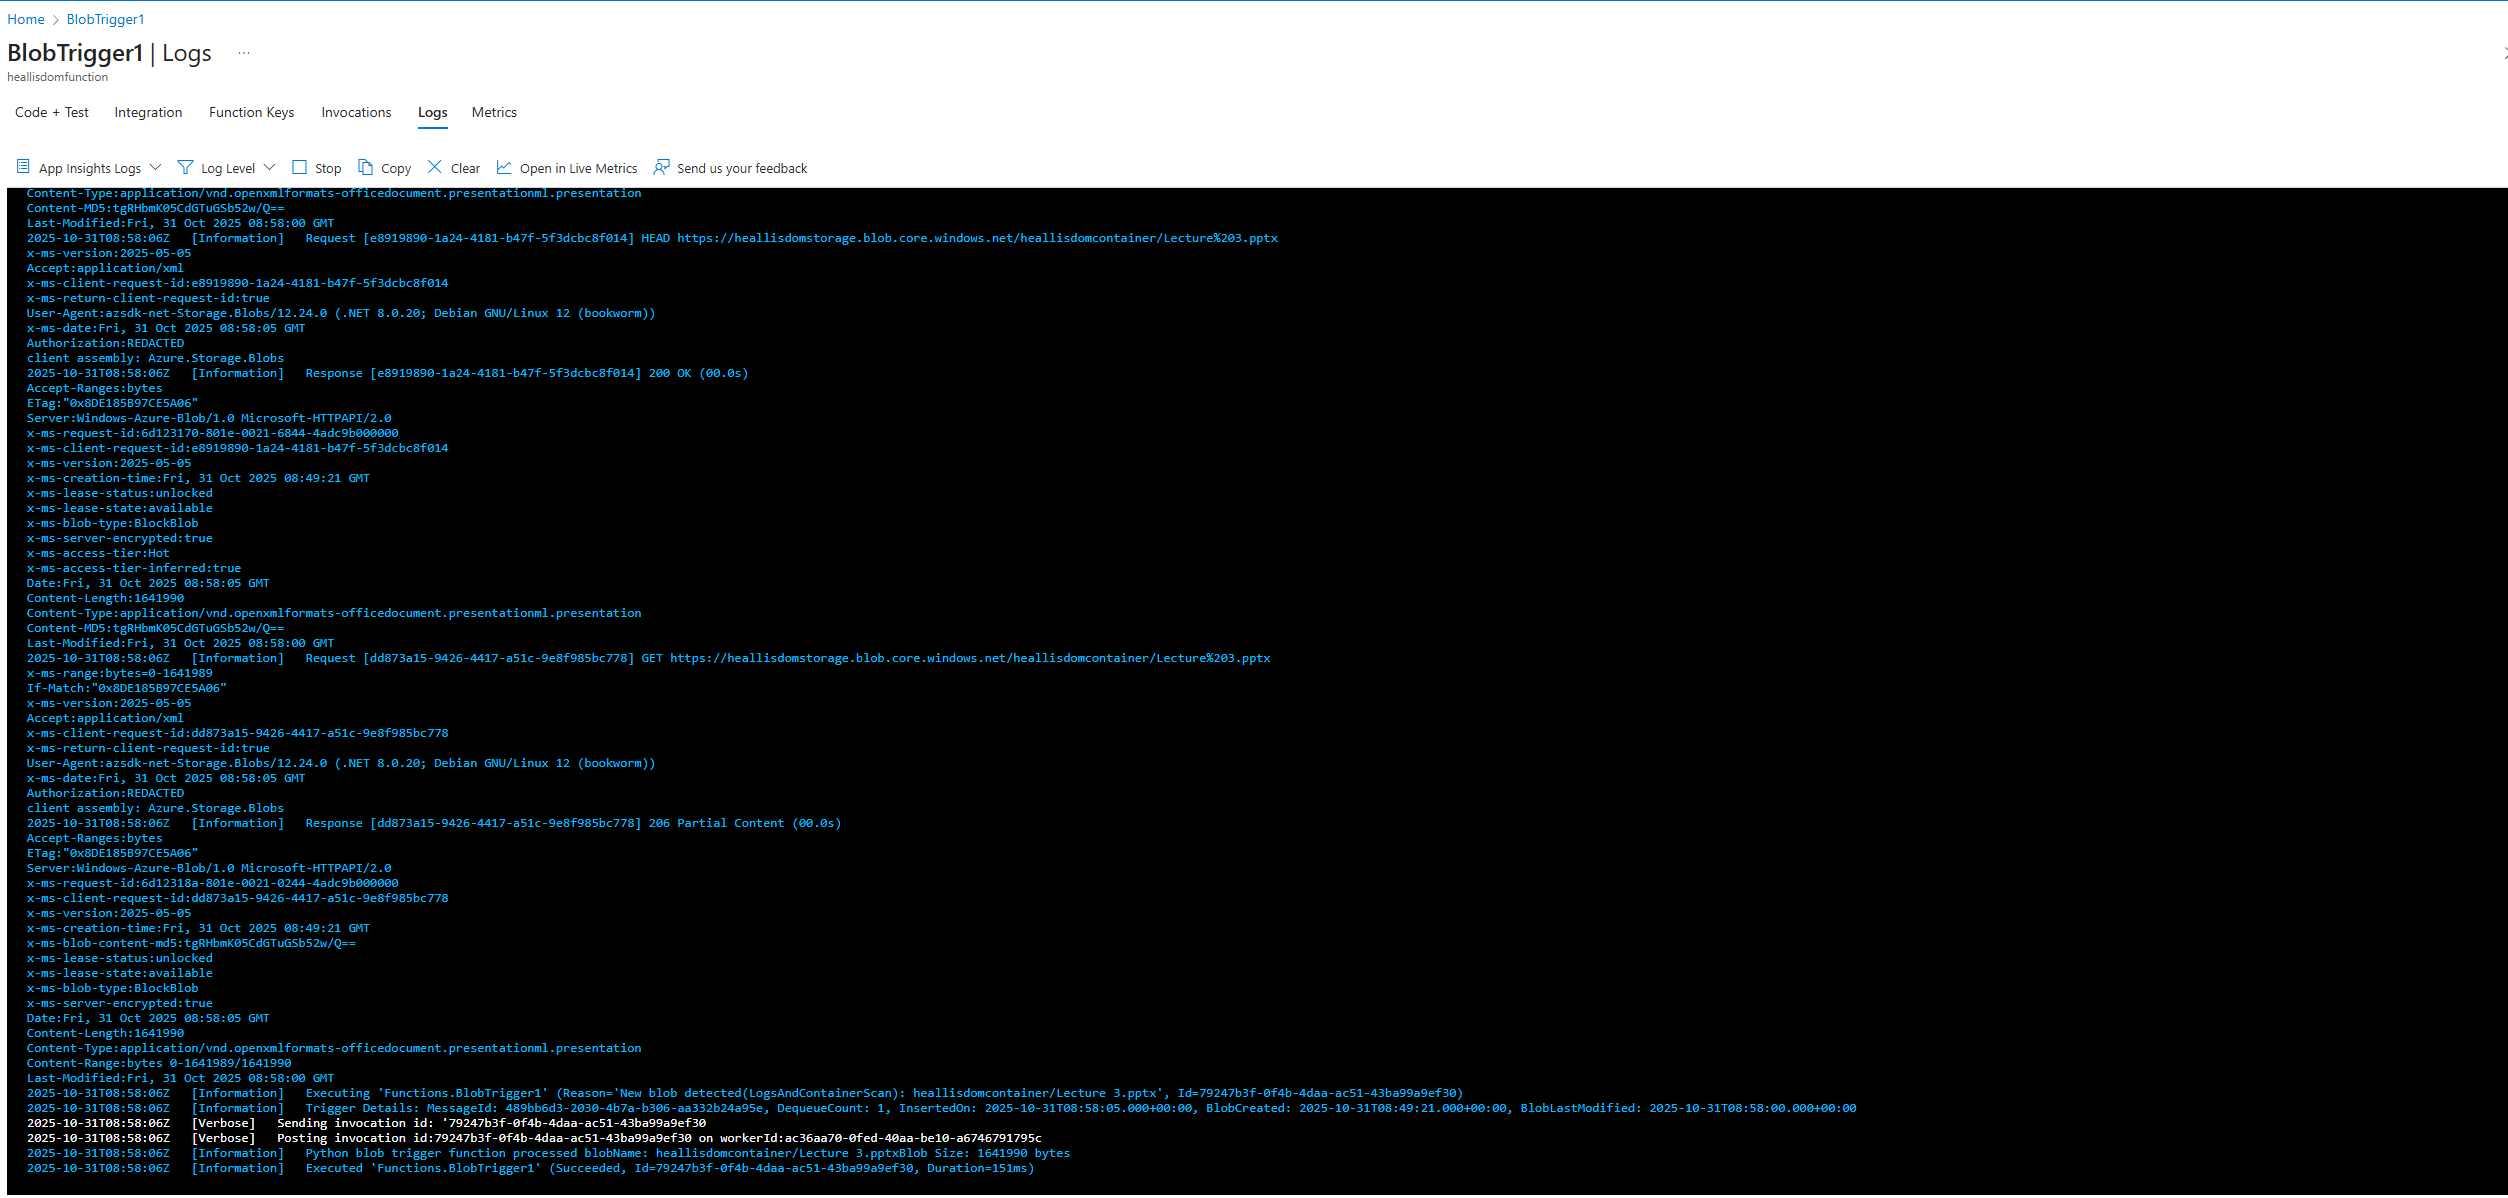 Home > BlobTrigger1
BlobTrigger1 | Logs ...
heallisdomfunction
Code + Test Integration Function Keys Invocations Logs Metrics
App Insights Logs Log Level Stop Copy Clear Open in Live Metrics Send us your feedback
Content-Type:application/vnd.openxmlformats-officedocument.presentationml.presentation
Content-MD5:tgRHbmK05CdGTuGSb52w/Q==
Last-Modified:Fri, 31 Oct 2025 08:58:00 GMT
2025-10-31T08:58:06Z [Information] Request [e8919890-1a24-4181-b47f-5f3dcbc8f014] HEAD https://heallisdomstorage.blob.core.windows.net/heallisdomcontainer/Lecture%203.pptx
x-ms-version:2025-05-05
Accept:application/xml
x-ms-client-request-id:e8919890-1a24-4181-b47f-5f3dcbc8f014
x-ms-return-client-request-id:true
User-Agent:azsdk-net-Storage.Blobs/12.24.0 (.NET 8.0.20; Debian GNU/Linux 12 (bookworm))
x-ms-date:Fri, 31 Oct 2025 08:58:05 GMT
Authorization:REDACTED
client assembly: Azure.Storage.Blobs
2025-10-31T08:58:06Z [Information] Response [e8919890-1a24-4181-b47f-5f3dcbc8f014] 200 OK (00.0s)
Accept-Ranges:bytes
ETag:"0x8DE185B97CE5A06"
Server:Windows-Azure-Blob/1.0 Microsoft-HTTPAPI/2.0
x-ms-request-id:6d123170-801e-0021-6844-4adc9b000000
x-ms-client-request-id:e8919890-1a24-4181-b47f-5f3dcbc8f014
x-ms-version:2025-05-05
x-ms-creation-time:Fri, 31 Oct 2025 08:49:21 GMT
x-ms-lease-status:unlocked
x-ms-lease-state:available
x-ms-blob-type:BlockBlob
x-ms-server-encrypted:true
x-ms-access-tier:Hot
x-ms-access-tier-inferred:true
Date:Fri, 31 Oct 2025 08:58:05 GMT
Content-Length:1641990
Content-Type:application/vnd.openxmlformats-officedocument.presentationml.presentation
Content-MD5:tgRHbmK05CdGTuGSb52w/Q==
Last-Modified:Fri, 31 Oct 2025 08:58:00 GMT
2025-10-31T08:58:06Z [Information] Request [dd873a15-9426-4417-a51c-9e8f985bc778] GET https://heallisdomstorage.blob.core.windows.net/heallisdomcontainer/Lecture%203.pptx
x-ms-range:bytes=0-1641989
If-Match:"0x8DE185B97CE5A06"
x-ms-version:2025-05-05
Accept:application/xml
x-ms-client-request-id:dd873a15-9426-4417-a51c-9e8f985bc778
x-ms-return-client-request-id:true
User-Agent:azsdk-net-Storage.Blobs/12.24.0 (.NET 8.0.20; Debian GNU/Linux 12 (bookworm))
x-ms-date:Fri, 31 Oct 2025 08:58:05 GMT
Authorization:REDACTED
client assembly: Azure.Storage.Blobs
2025-10-31T08:58:06Z [Information] Response [dd873a15-9426-4417-a51c-9e8f985bc778] 206 Partial Content (00.0s)
Accept-Ranges:bytes
ETag:"0x8DE185B97CE5A06"
Server:Windows-Azure-Blob/1.0 Microsoft-HTTPAPI/2.0
x-ms-request-id:6d12318a-801e-0021-0244-4adc9b000000
x-ms-client-request-id:dd873a15-9426-4417-a51c-9e8f985bc778
x-ms-version:2025-05-05
x-ms-creation-time:Fri, 31 Oct 2025 08:49:21 GMT
x-ms-blob-content-md5:tgRHbmK05CdGTuGSb52w/Q==
x-ms-lease-status:unlocked
x-ms-lease-state:available
x-ms-blob-type:BlockBlob
x-ms-server-encrypted:true
Date:Fri, 31 Oct 2025 08:58:05 GMT
Content-Length:1641990
Content-Type:application/vnd.openxmlformats-officedocument.presentationml.presentation
Content-Range:bytes 0-1641989/1641990
Last-Modified:Fri, 31 Oct 2025 08:58:00 GMT
2025-10-31T08:58:06Z [Information] Executing 'Functions.BlobTrigger1' (Reason='New blob detected(LogsAndContainerScan): heallisdomcontainer/Lecture 3.pptx', Id=79247b3f-0f4b-4daa-ac51-43ba99a9ef30)
2025-10-31T08:58:06Z [Information] Trigger Details: MessageId: 489bb6d3-2030-4b7a-b306-aa332b24a95e, DequeueCount: 1, InsertedOn: 2025-10-31T08:58:05.000+00:00, BlobCreated: 2025-10-31T08:49:21.000+00:00, BlobLastModified: 2025-10-31T08:58:00.000+00:00
2025-10-31T08:58:06Z [Verbose] Sending invocation id: '79247b3f-0f4b-4daa-ac51-43ba99a9ef30
2025-10-31T08:58:06Z [Verbose] Posting invocation id:79247b3f-0f4b-4daa-ac51-43ba99a9ef30 on workerId:ac36aa70-0fed-40aa-be10-a6746791795c
2025-10-31T08:58:06Z [Information] Python blob trigger function processed blobName: heallisdomcontainer/Lecture 3.pptxBlob Size: 1641990 bytes
2025-10-31T08:58:06Z [Information] Executed 'Functions.BlobTrigger1' (Succeeded, Id=79247b3f-0f4b-4daa-ac51-43ba99a9ef30, Duration=151ms)